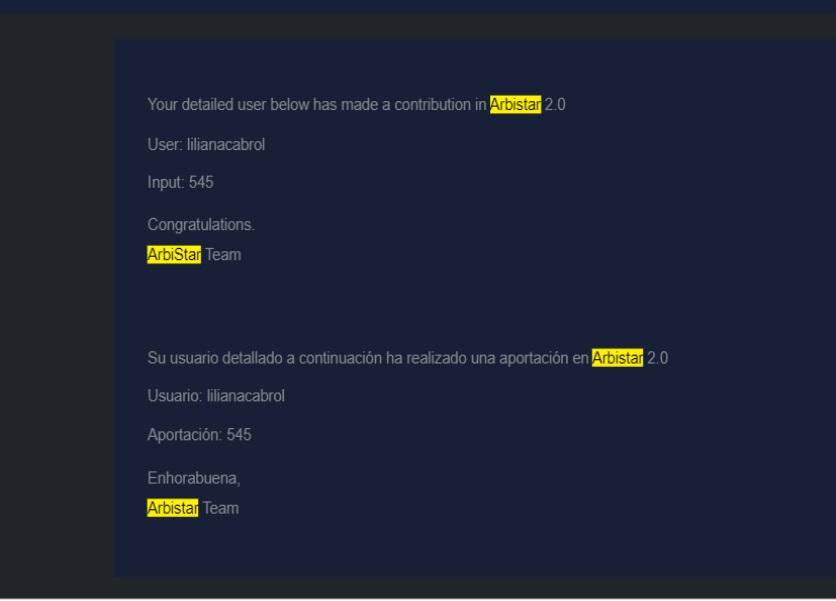 Your detailed user below has made a contribution in Arbistar 2.0
User: lilianacabrol
Input: 545
Congratulations.
ArbiStar Team
Su usuario detallado a continuación ha realizado una aportación en Arbistar 2.0
Usuario: lilianacabrol
Aportación: 545
Enhorabuena,
Arbistar Team